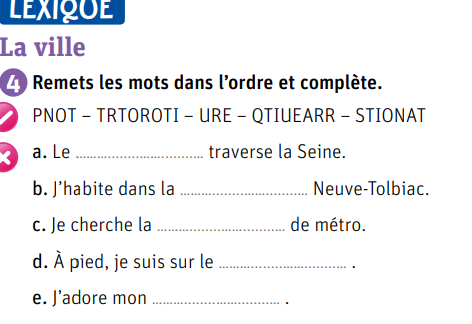 LEXIQUE
La ville
4 Remets les mots dans l’ordre et complète.
PNOT – TRTOROTI – URE – QTIUEARR – STIONAT
a. Le ........................................ traverse la Seine.
b. J’habite dans la ........................................ Neuve-Tolbiac.
c. Je cherche la ........................................ de métro.
d. À pied, je suis sur le ........................................ .
e. J’adore mon ........................................ .